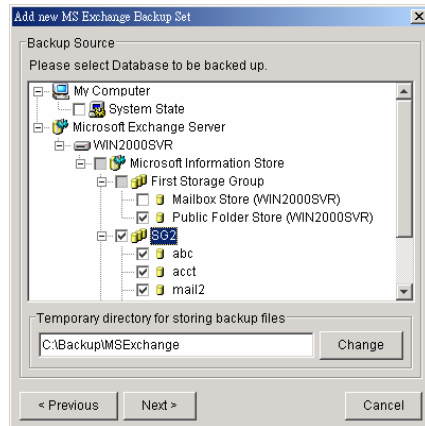 Add new MS Exchange Backup Set
Backup Source
Please select Database to be backed up.
My Computer
System State
Microsoft Exchange Server
WIN2000SVR
Microsoft Information Store
First Storage Group
Mailbox Store (WIN2000SVR)
Public Folder Store (WIN2000SVR)
SG2
abc
acct
mail2
Temporary directory for storing backup files
C:\Backup\MSExchange
Change
< Previous
Next >
Cancel